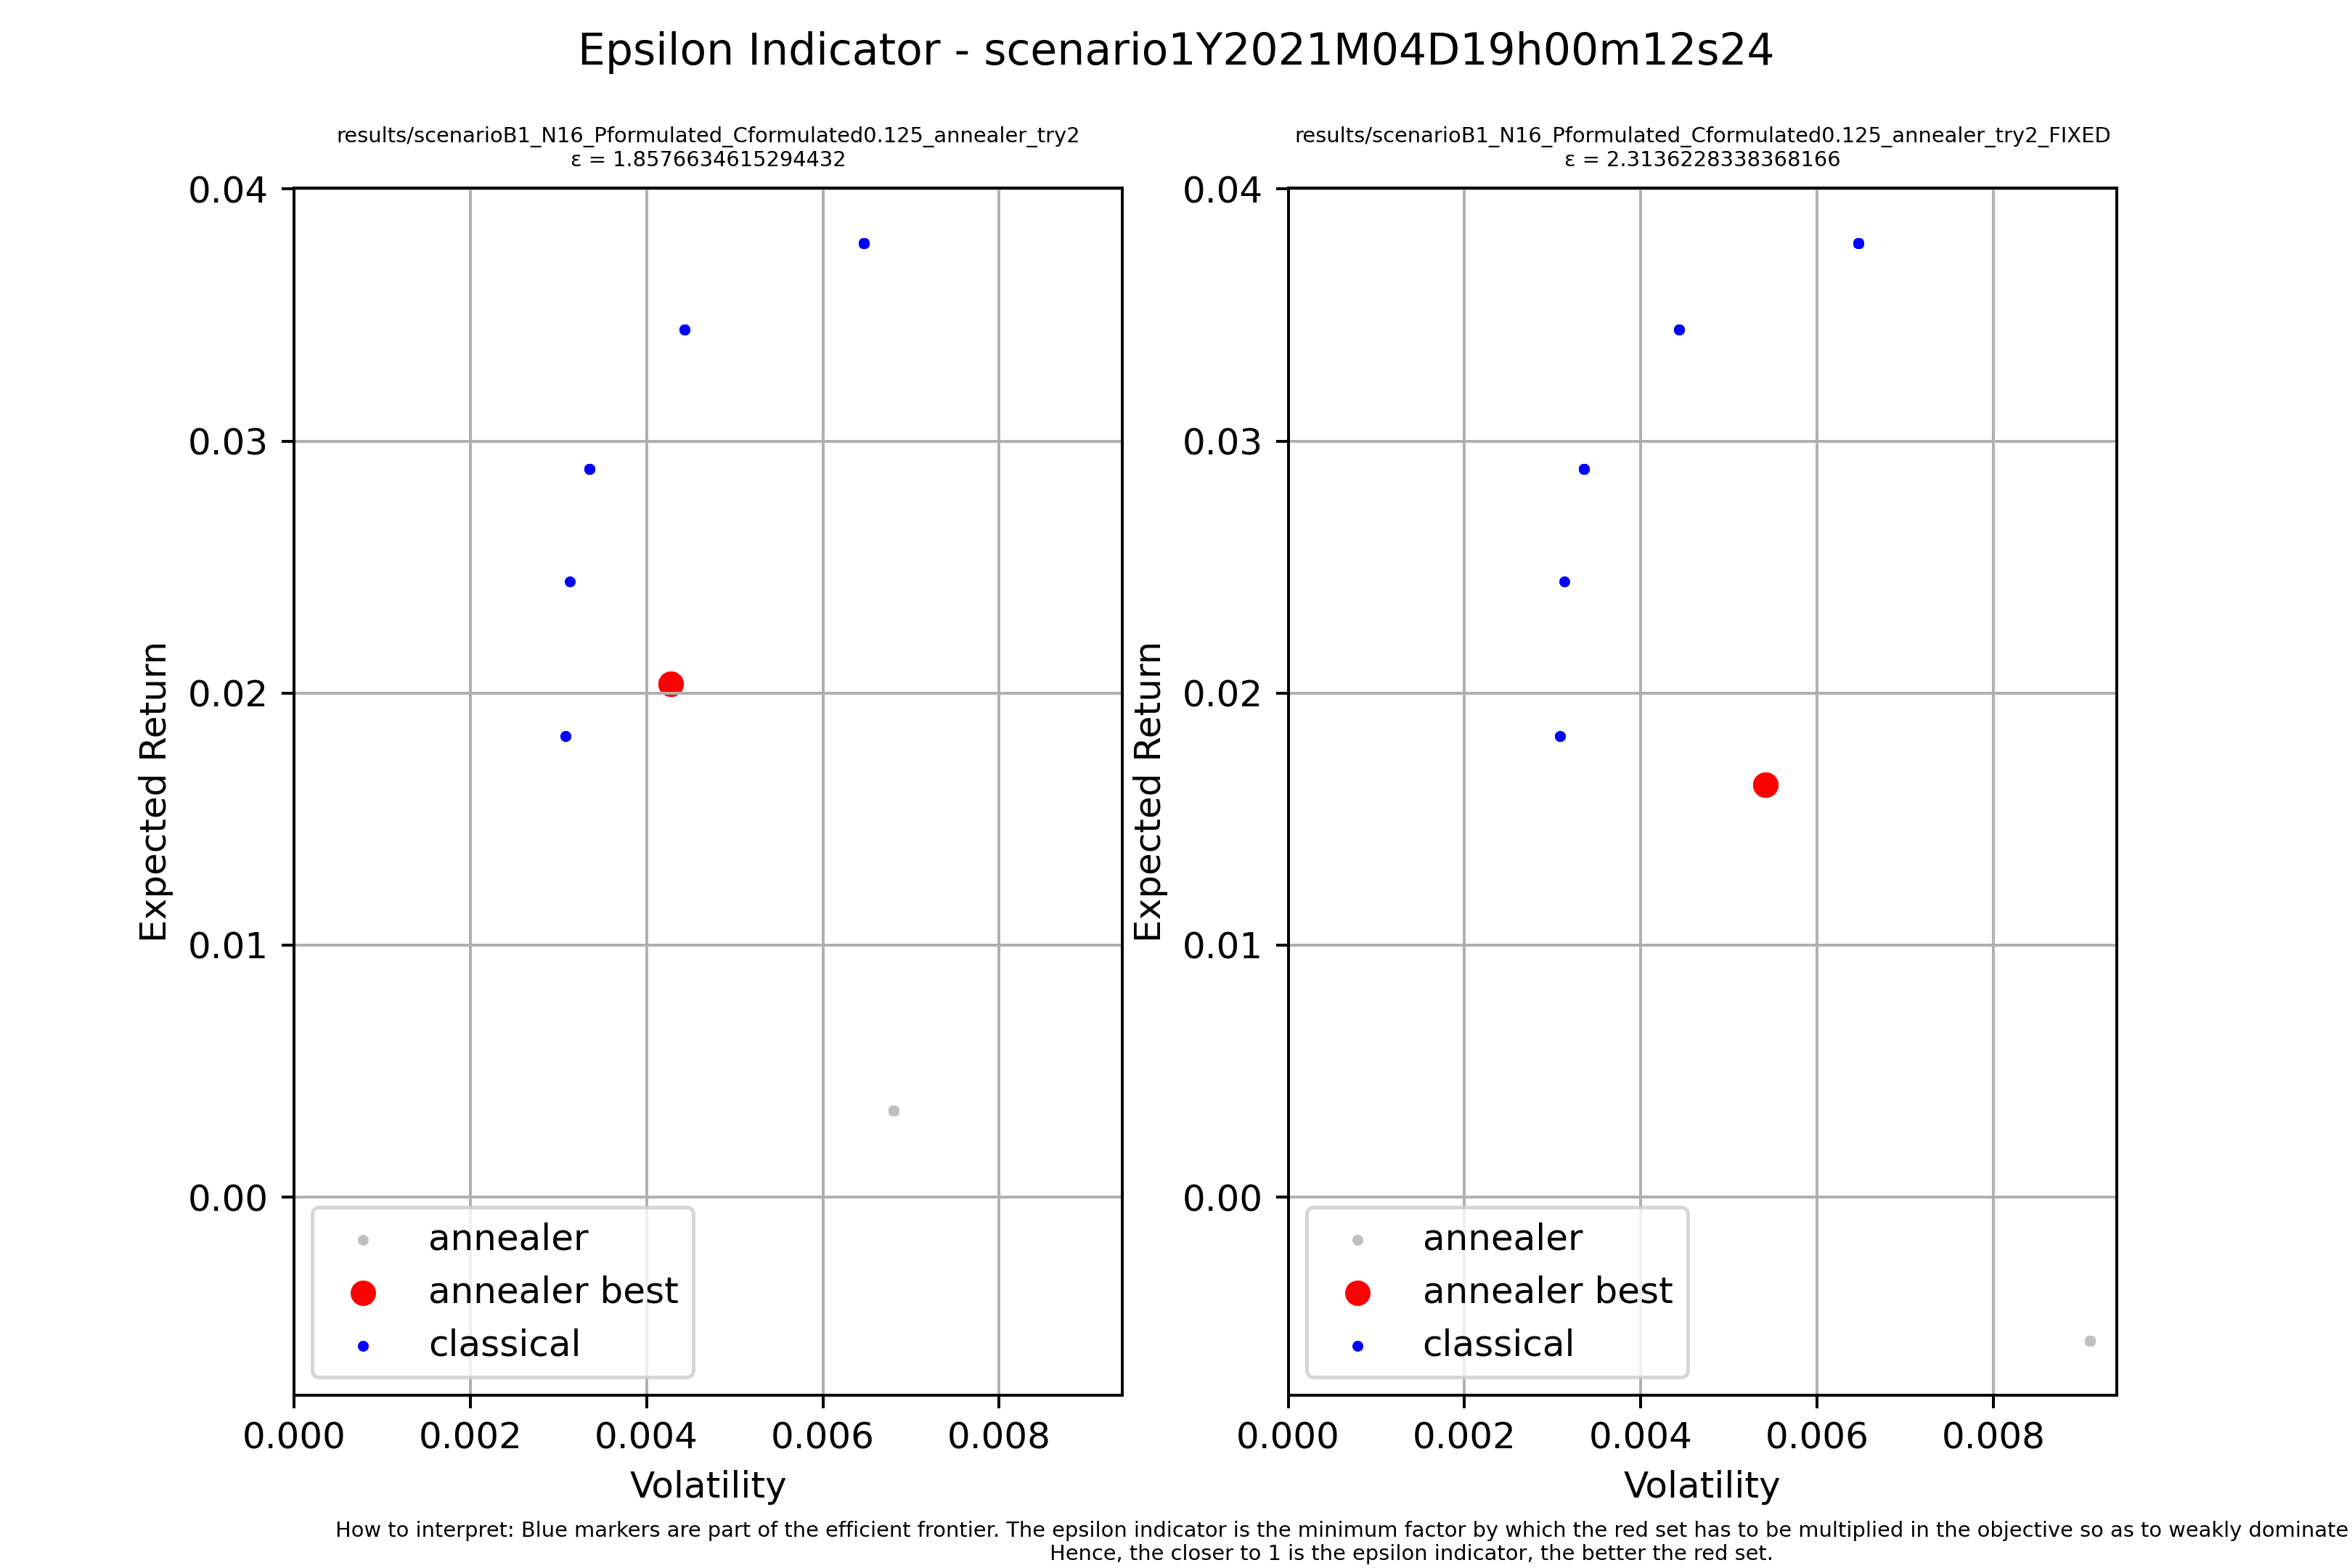 Epsilon Indicator - scenario1Y2021M04D19h00m12s24
results/scenarioB1_N16_Pformulated_Cformulated0.125_annealer_try2
ε = 1.8576634615294432
0.04
0.03
0.02
0.01
0.00
Expected Return
annealer
annealer best
classical
0.000 0.002 0.004 0.006 0.008
Volatility
results/scenarioB1_N16_Pformulated_Cformulated0.125_annealer_try2_FIXED
ε = 2.3136228338368166
0.04
0.03
0.02
0.01
0.00
Expected Return
annealer
annealer best
classical
0.000 0.002 0.004 0.006 0.008
Volatility
How to interpret: Blue markers are part of the efficient frontier. The epsilon indicator is the minimum factor by which the red set has to be multiplied in the objective so as to weakly dominate
Hence, the closer to 1 is the epsilon indicator, the better the red set.